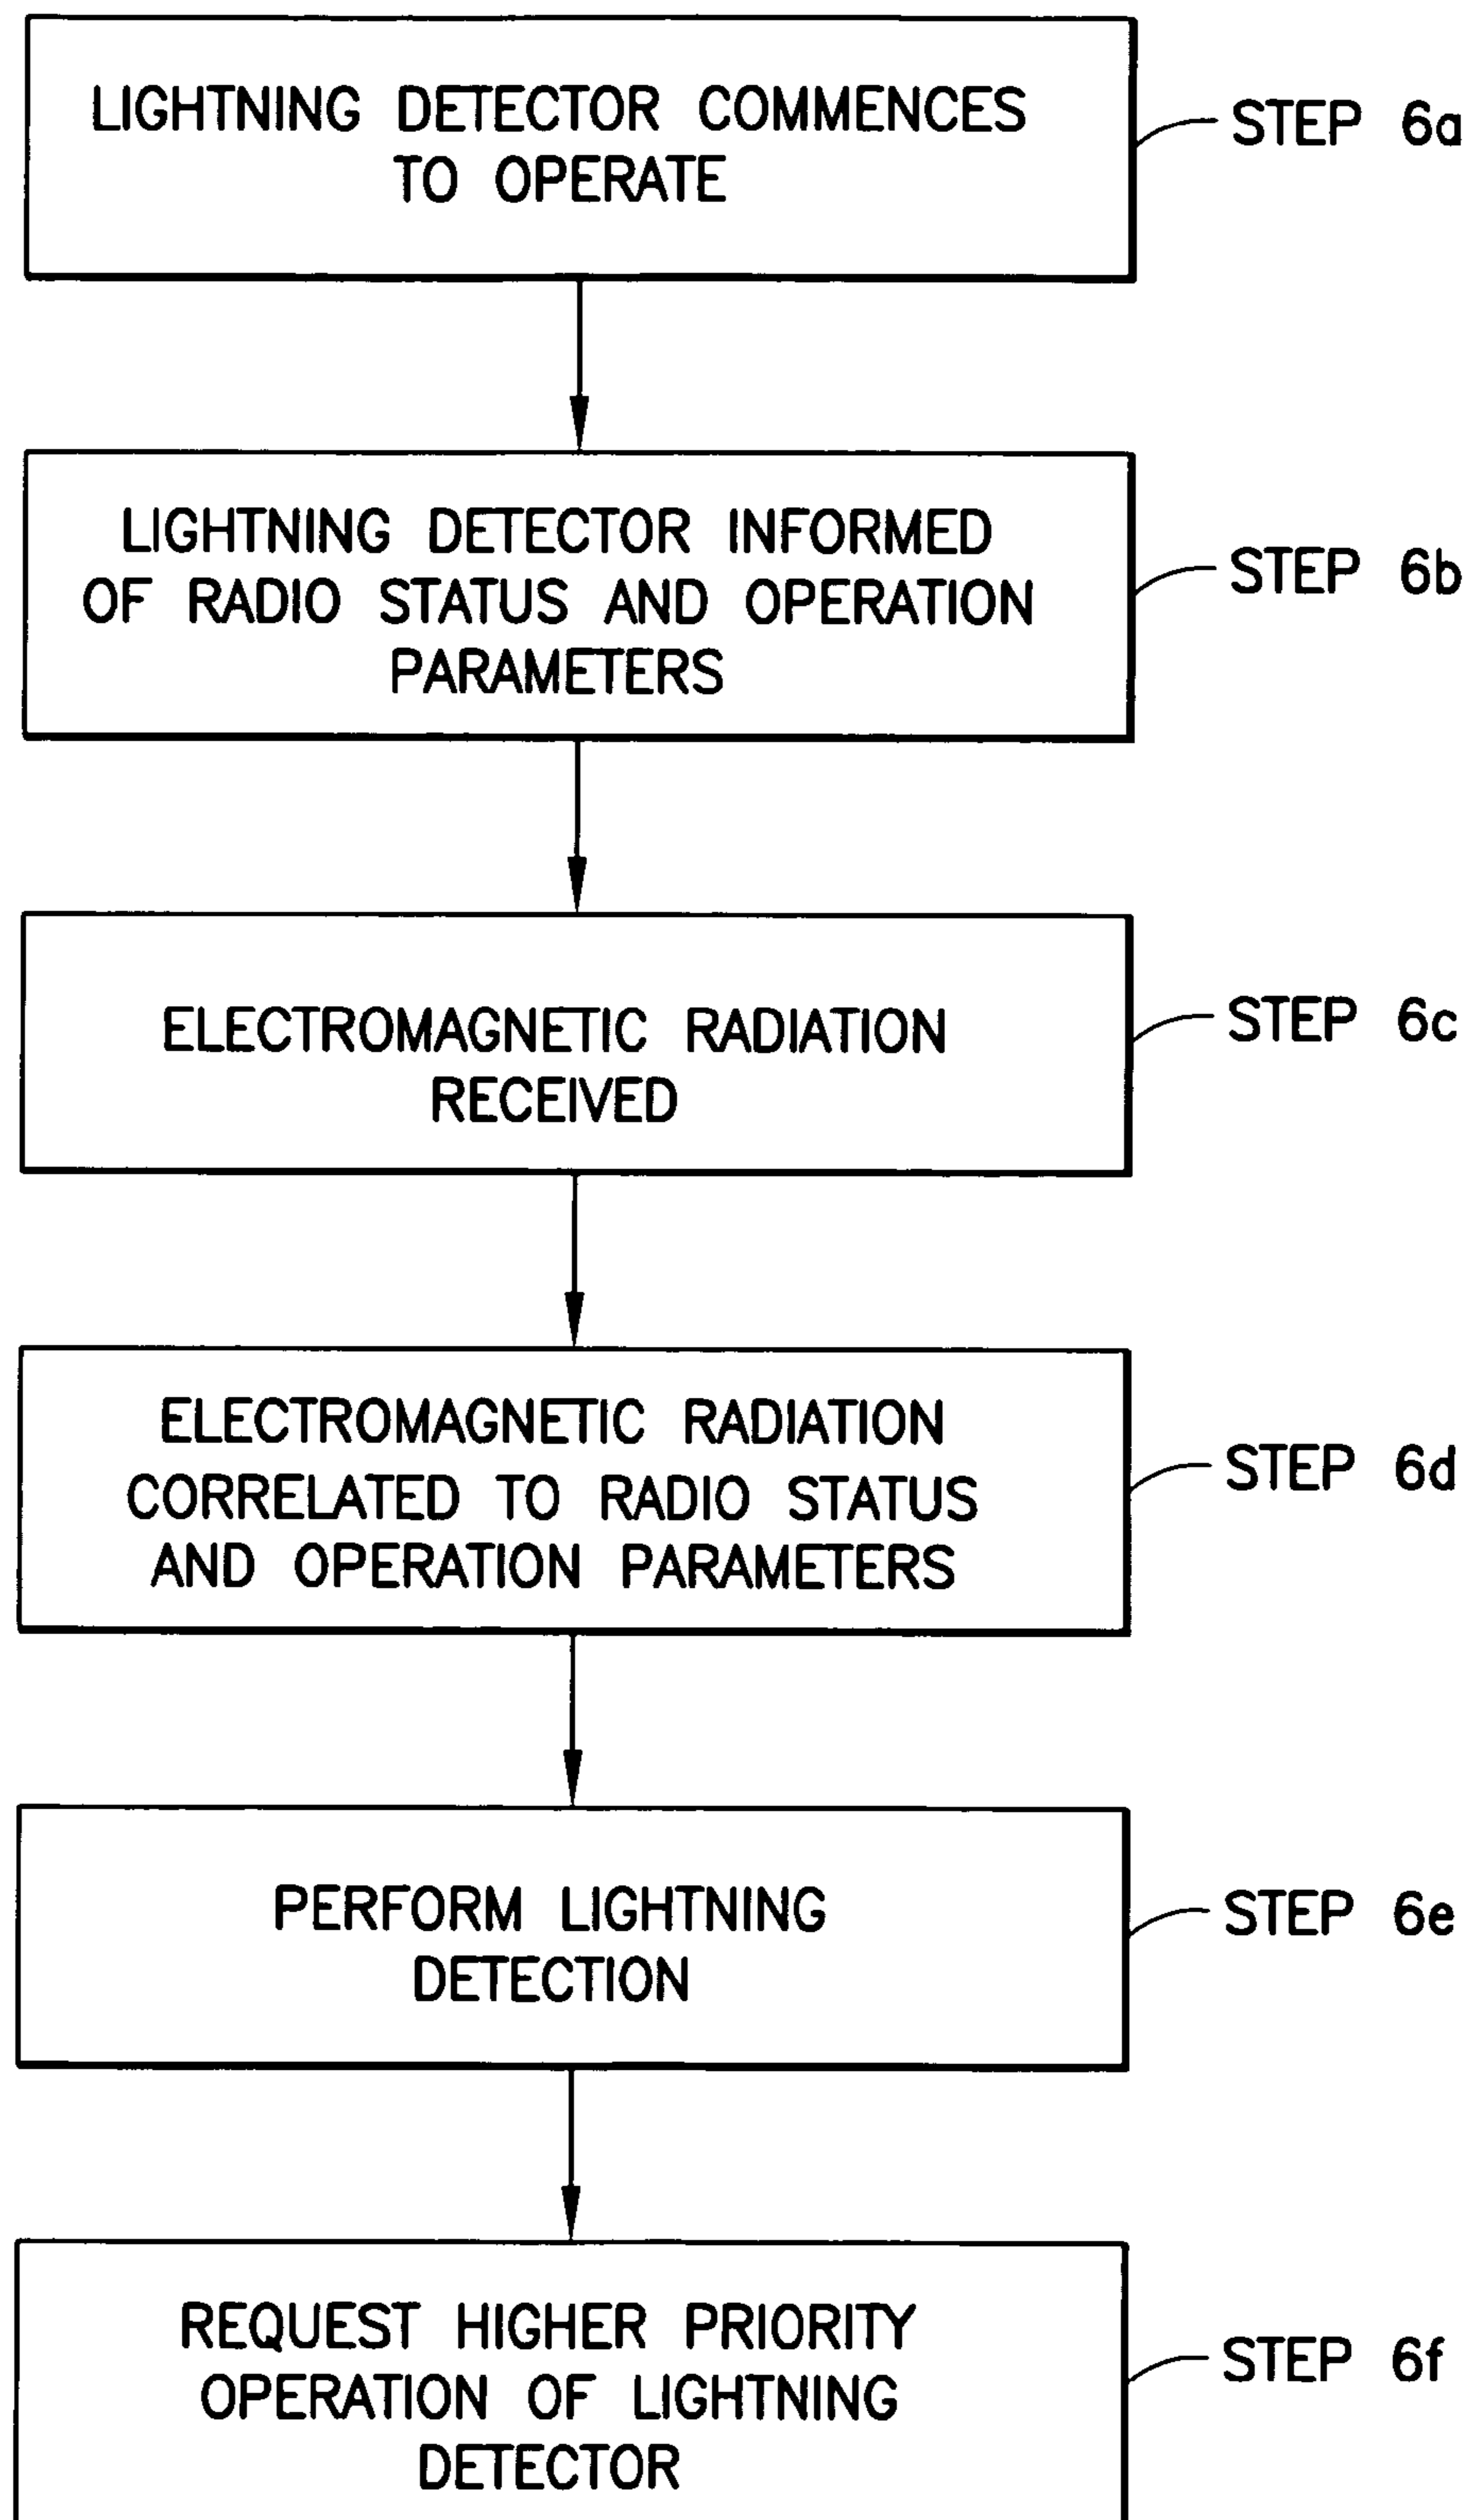 LIGHTNING DETECTOR COMMENCES
TO OPERATE
STEP 6a
LIGHTNING DETECTOR INFORMED
OF RADIO STATUS AND OPERATION
PARAMETERS
STEP 6b
ELECTROMAGNETIC RADIATION
RECEIVED
STEP 6c
ELECTROMAGNETIC RADIATION
CORRELATED TO RADIO STATUS
AND OPERATION PARAMETERS
STEP 6d
PERFORM LIGHTNING
DETECTION
STEP 6e
REQUEST HIGHER PRIORITY
OPERATION OF LIGHTNING
DETECTOR
STEP 6f